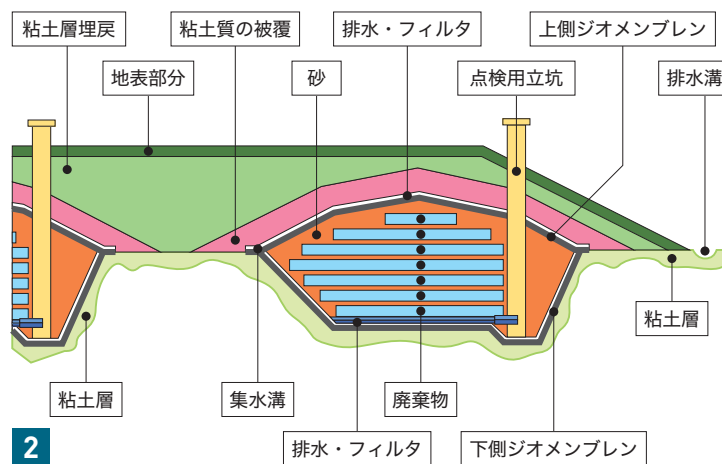 粘土層埋戻
粘土質の被覆
排水・フィルタ
上側ジオメンブレン
地表部分
砂
点検用立坑
排水溝
粘土層
粘土層
集水溝
廃棄物
排水・フィルタ
下側ジオメンブレン
2